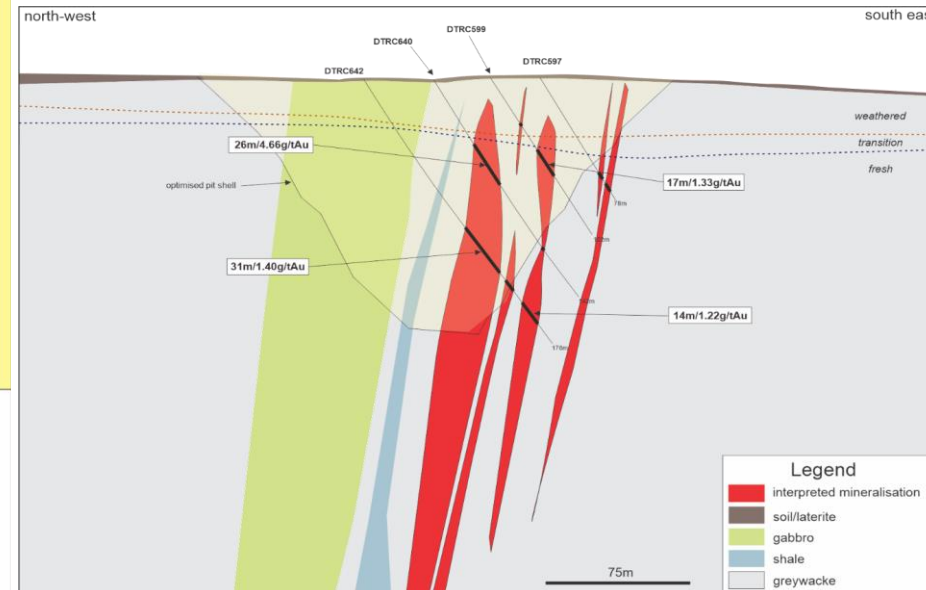 north-west
south eas
DTRC599
DTRC640
DTRC597
DTRC642
weathered
transition
fresh
26m/4.66g/tAu
17m/1.33g/tAu
optimised pit shell
78m
31m/1.40g/tAu
14m/1.22g/tAu
178m
Legend
interpreted mineralisation
soil/laterite
gabbro
shale
greywacke
75m